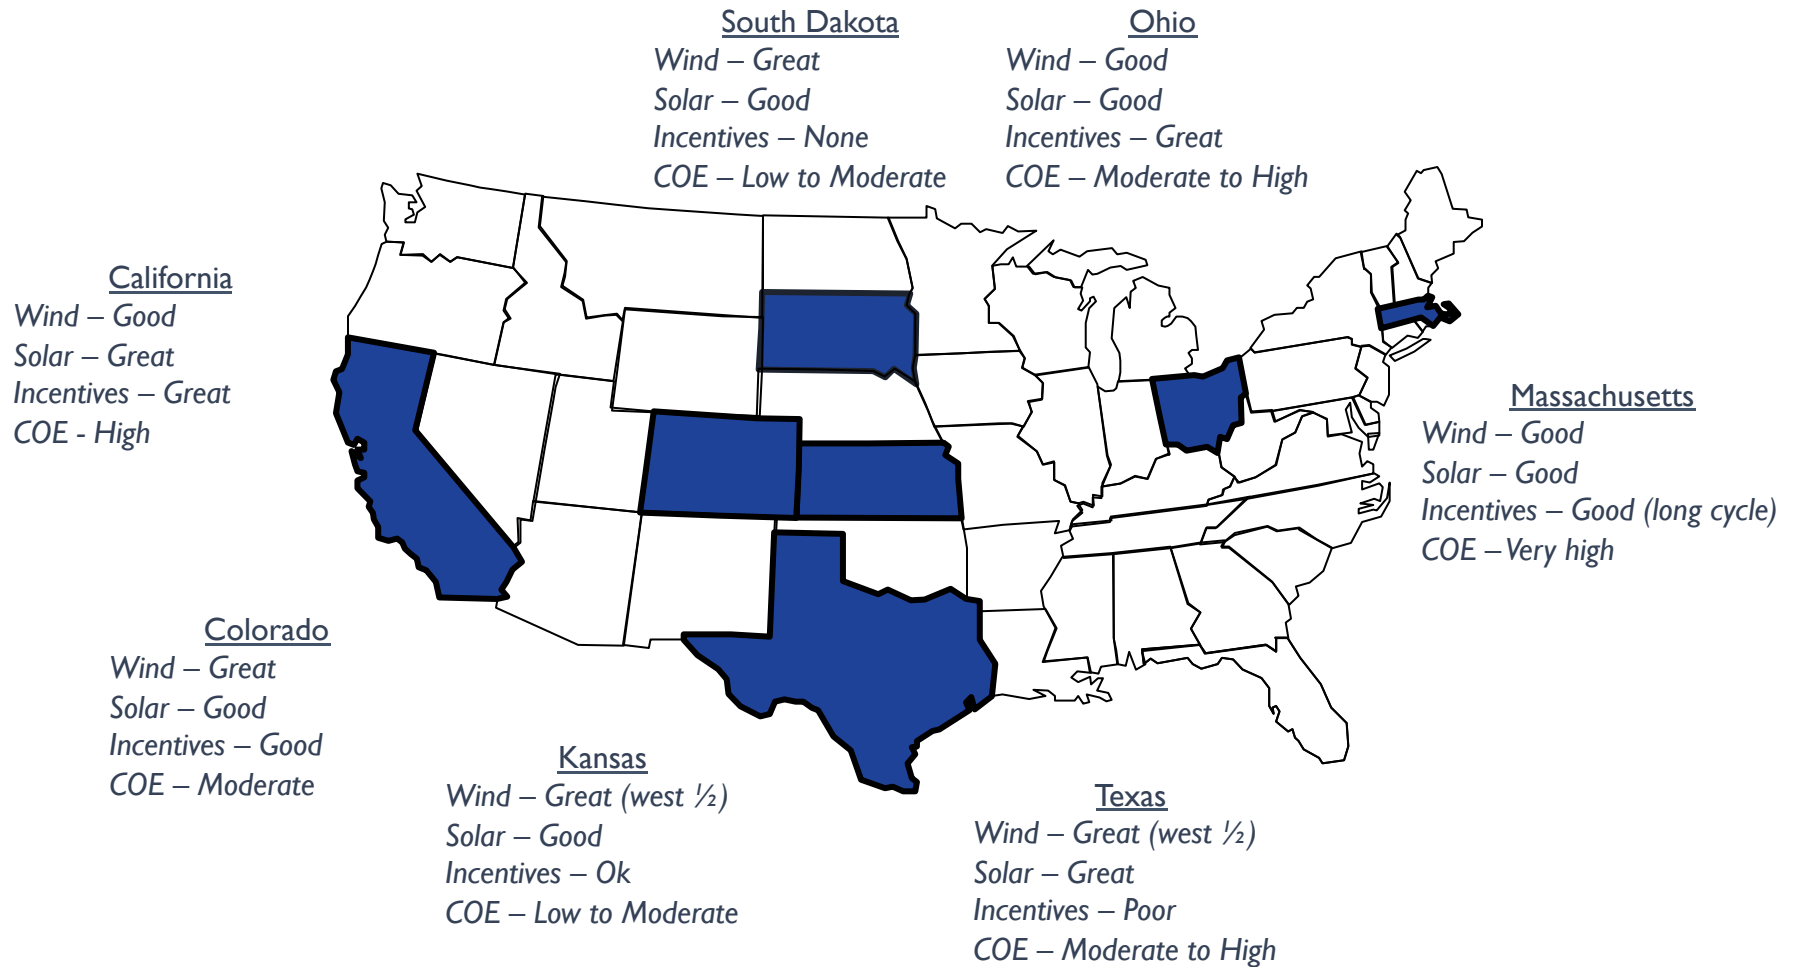 South Dakota
Wind – Great
Solar – Good
Incentives – None
COE – Low to Moderate
Ohio
Wind – Good
Solar – Good
Incentives – Great
COE – Moderate to High
California
Wind – Good
Solar – Great
Incentives – Great
COE - High
Massachusetts
Wind – Good
Solar – Good
Incentives – Good (long cycle)
COE – Very high
Colorado
Wind – Great
Solar – Good
Incentives – Good
COE – Moderate
Kansas
Wind – Great (west ½)
Solar – Good
Incentives – Ok
COE – Low to Moderate
Texas
Wind – Great (west ½)
Solar – Great
Incentives – Poor
COE – Moderate to High